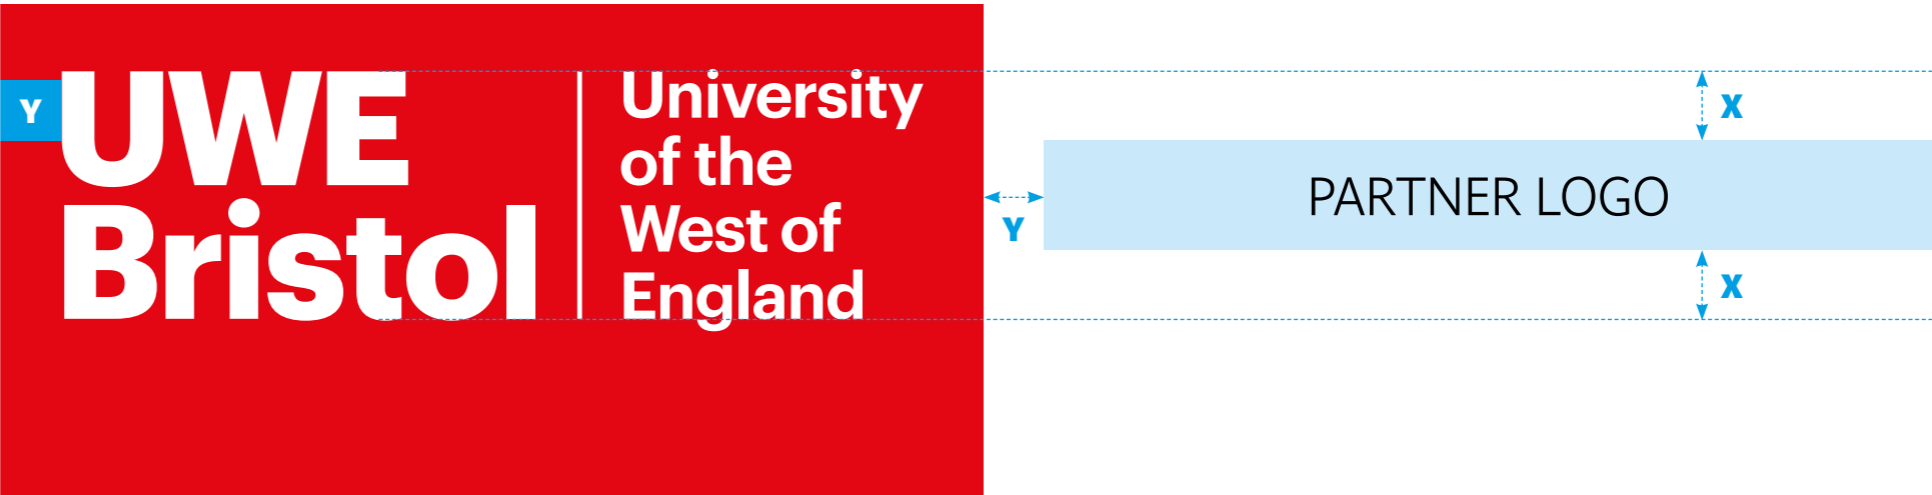 Y
UWE
Bristol
University
of the
West of
England
Y
PARTNER LOGO
X
X